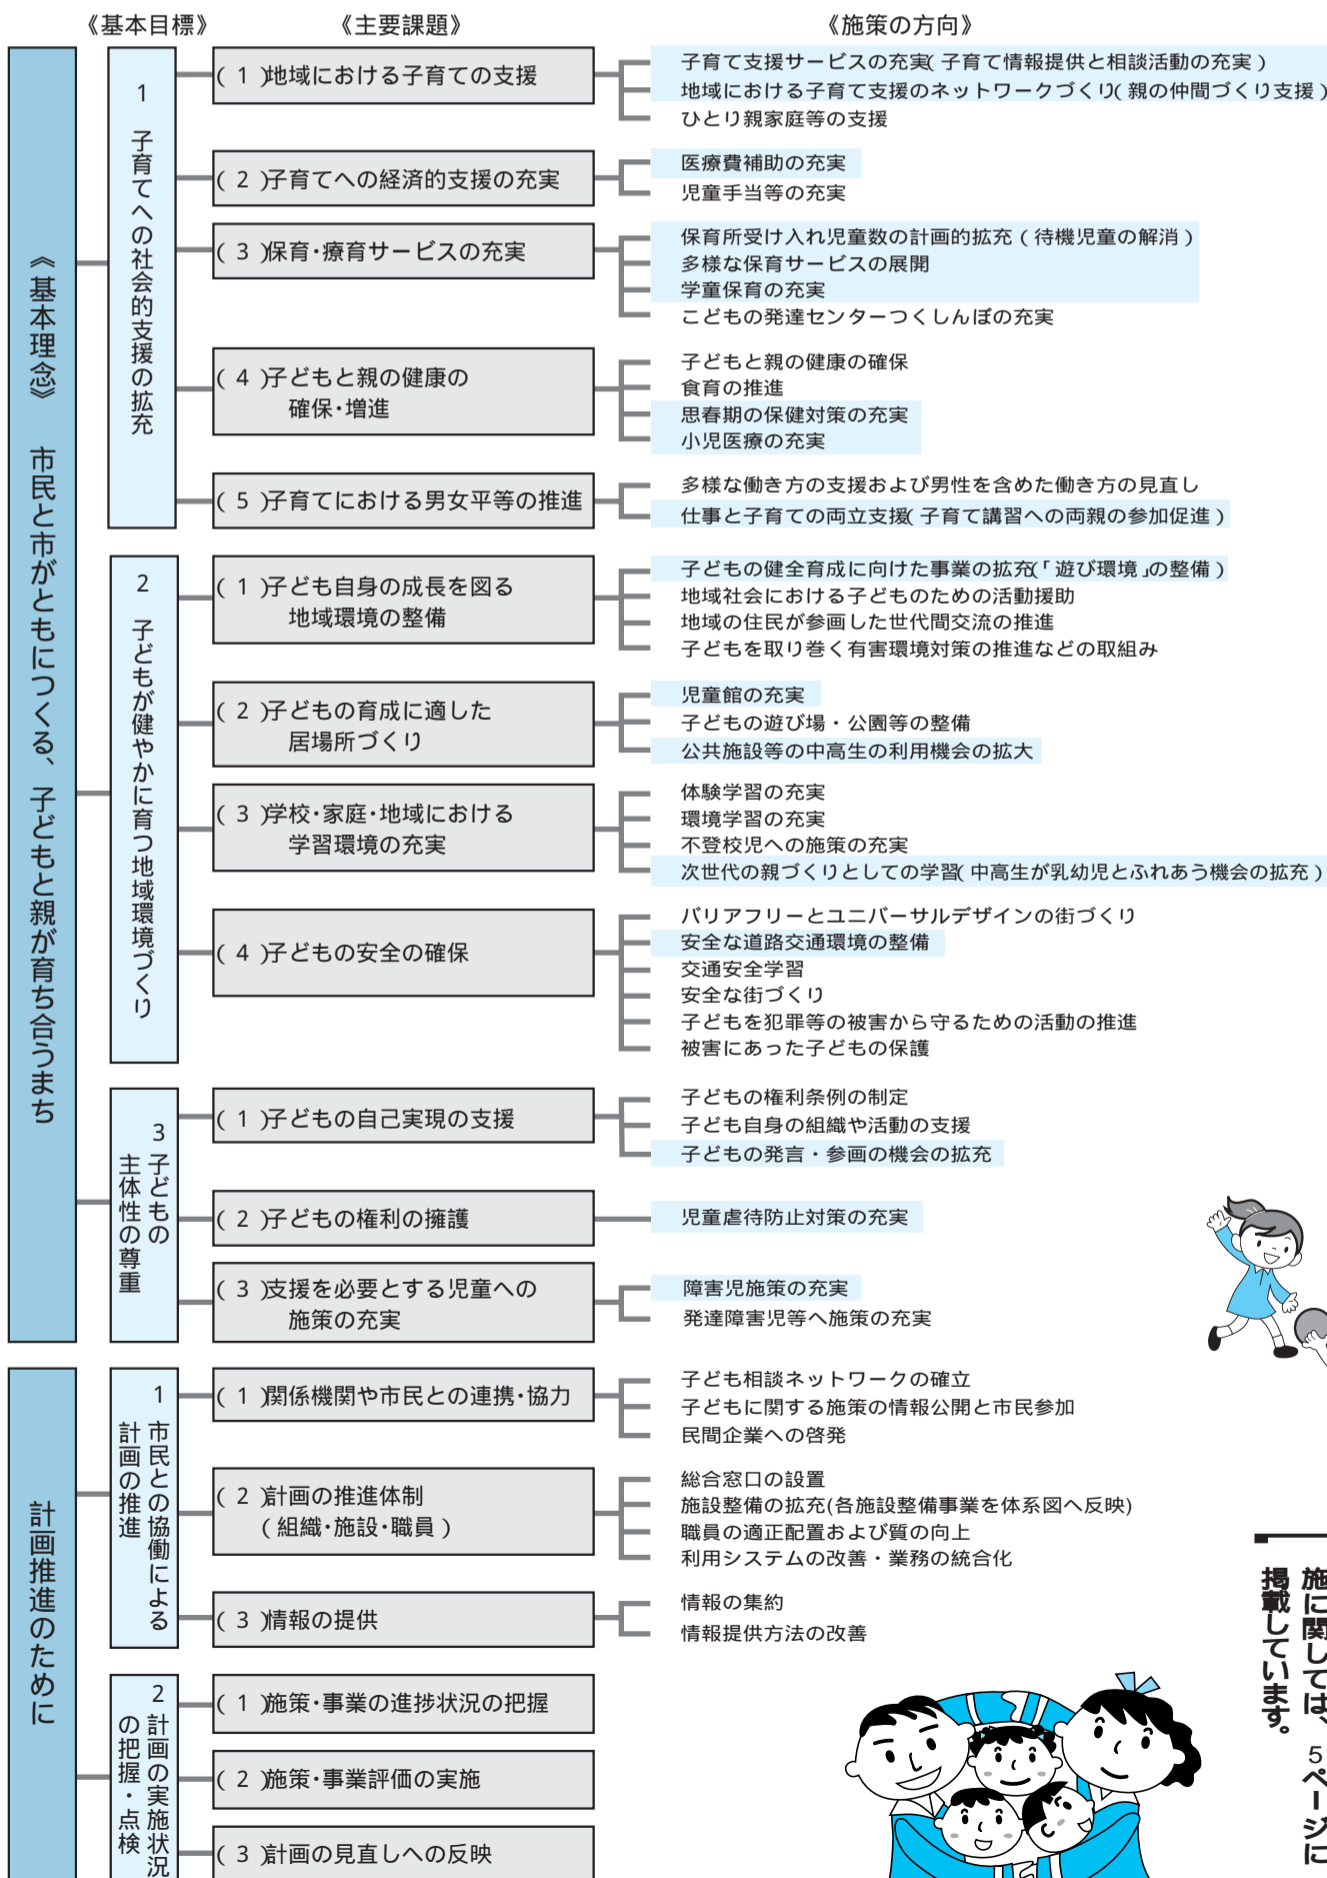 《基本目標》
《主要課題》
《施策の方向》
《基本理念》 市民と市がともにつくる、子どもと親が育ち合うまち
1 子育てへの社会的支援の拡充
(1)地域における子育ての支援
子育て支援サービスの充実(子育て情報提供と相談活動の充実)
地域における子育て支援のネットワークづくり(親の仲間づくり支援)
ひとり親家庭等の支援
(2)子育てへの経済的支援の充実
医療費補助の充実
児童手当等の充実
(3)保育・療育サービスの充実
保育所受け入れ児童数の計画的拡充(待機児童の解消)
多様な保育サービスの展開
学童保育の充実
こどもの発達センターつくしんぼの充実
(4)子どもと親の健康の
確保・増進
子どもと親の健康の確保
食育の推進
思春期の保健対策の充実
小児医療の充実
(5)子育てにおける男女平等の推進
多様な働き方の支援および男性を含めた働き方の見直し
仕事と子育ての両立支援(子育て講習への両親の参加促進)
2 子どもが健やかに育つ地域環境づくり
(1)子ども自身の成長を図る
地域環境の整備
子どもの健全育成に向けた事業の拡充(「遊び環境」の整備)
地域社会における子どものための活動援助
地域の住民が参画した世代間交流の推進
子どもを取り巻く有害環境対策の推進などの取組み
(2)子どもの育成に適した
居場所づくり
児童館の充実
子どもの遊び場・公園等の整備
公共施設等の中高生の利用機会の拡大
(3)学校・家庭・地域における
学習環境の充実
体験学習の充実
環境学習の充実
不登校児への施策の充実
次世代の親づくりとしての学習(中高生が乳幼児とふれあう機会の拡充)
(4)子どもの安全の確保
バリアフリーとユニバーサルデザインの街づくり
安全な道路交通環境の整備
交通安全学習
安全な街づくり
子どもを犯罪等の被害から守るための活動の推進
被害にあった子どもの保護
3 子どもの
主体性の尊重
(1)子どもの自己実現の支援
子どもの権利条例の制定
子ども自身の組織や活動の支援
子どもの発言・参画の機会の拡充
(2)子どもの権利の擁護
児童虐待防止対策の充実
(3)支援を必要とする児童への
施策の充実
障害児施策の充実
発達障害児等へ施策の充実
計画推進のために
1 市民との協働による
計画の推進
(1)関係機関や市民との連携・協力
子ども相談ネットワークの確立
子どもに関する施策の情報公開と市民参加
民間企業への啓発
(2)計画の推進体制
(組織・施設・職員)
総合窓口の設置
施設整備の拡充(各施設整備事業を体系図へ反映)
職員の適正配置および質の向上
利用システムの改善・業務の統合化
(3)情報の提供
情報の集約
情報提供方法の改善
2 計画の実施状況
の把握・点検
(1)施策・事業の進捗状況の把握
(2)施策・事業評価の実施
(3)計画の見直しへの反映
施に関しては、5ページに
掲載しています。